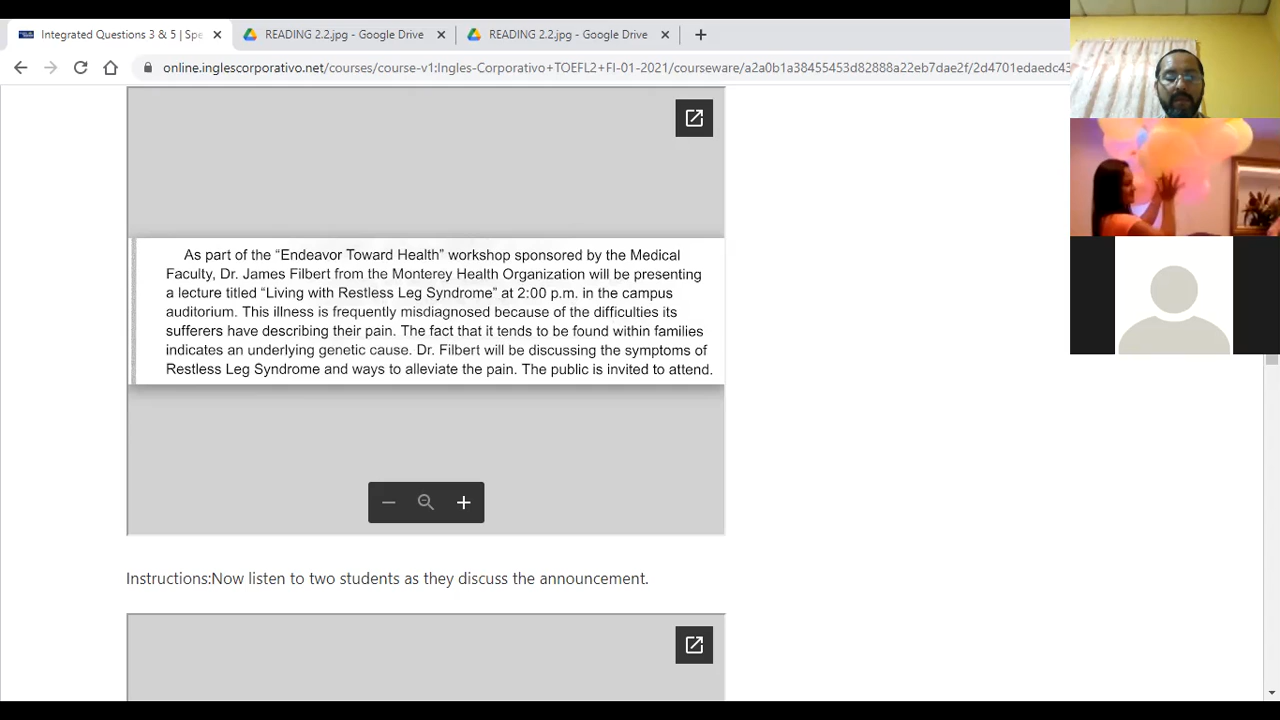 Integrated Questions 3 & 5 | Spe
READING 2.2.jpg - Google Drive
READING 2.2.jpg - Google Drive
online.inglescorporativo.net/courses/course-v1:Ingles-Corporativo+TOEFL2+FI-01-2021/courseware/a2a0b1a38455453d82888a22eb7dae2f/2d4701edaedc43
As part of the “Endeavor Toward Health” workshop sponsored by the Medical
Faculty, Dr. James Filbert from the Monterey Health Organization will be presenting
a lecture titled “Living with Restless Leg Syndrome” at 2:00 p.m. in the campus
auditorium. This illness is frequently misdiagnosed because of the difficulties its
sufferers have describing their pain. The fact that it tends to be found within families
indicates an underlying genetic cause. Dr. Filbert will be discussing the symptoms of
Restless Leg Syndrome and ways to alleviate the pain. The public is invited to attend.
Instructions:Now listen to two students as they discuss the announcement.